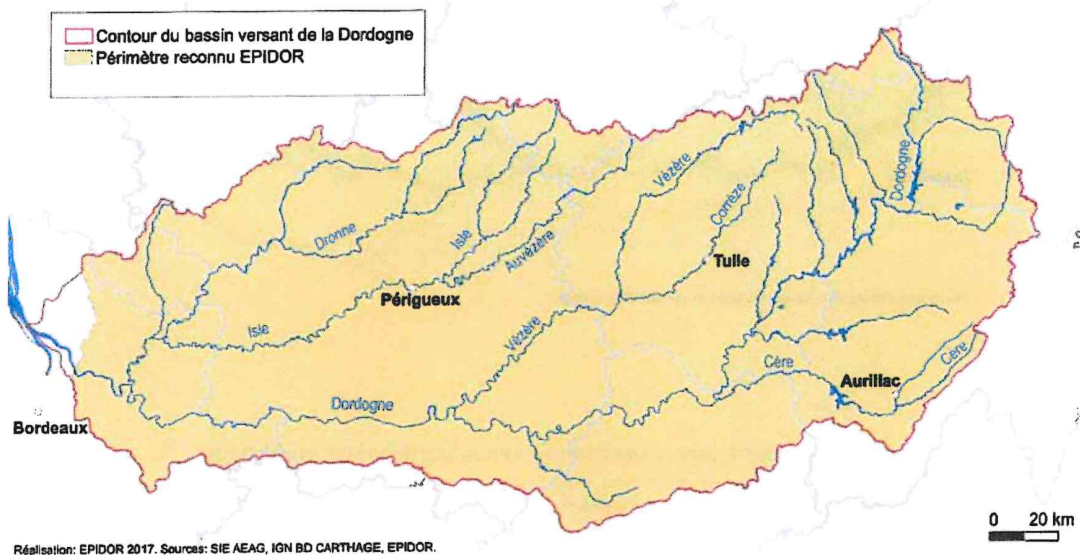 Contour du bassin versant de la Dordogne
Périmètre reconnu EPIDOR
Dordogne
Vézère
Corrèze
Dronne
Isle
Auvézère
Tulle
Périgueux
Isle
Vézère
Cère
Cère
Aurillac
Dordogne
Bordeaux
0 20 km
Réalisation: EPIDOR 2017. Sources: SIE AEAG, IGN BD CARTHAGE, EPIDOR.